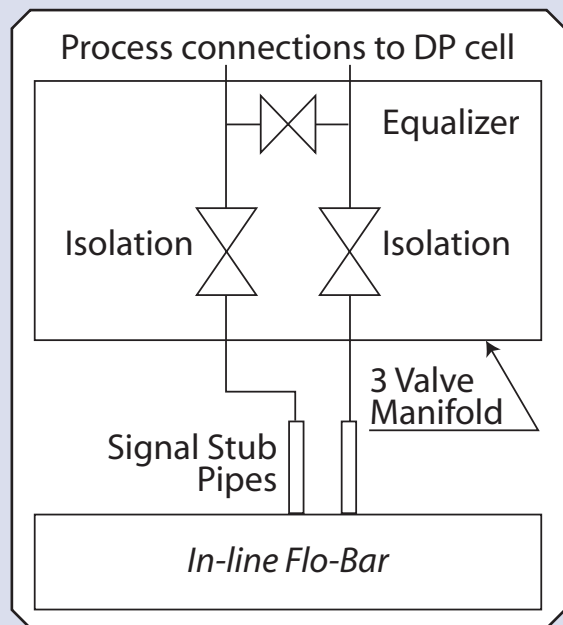 Process connections to DP cell
Equalizer
Isolation
Isolation
3 Valve
Manifold
Signal Stub
Pipes
In-line Flo-Bar